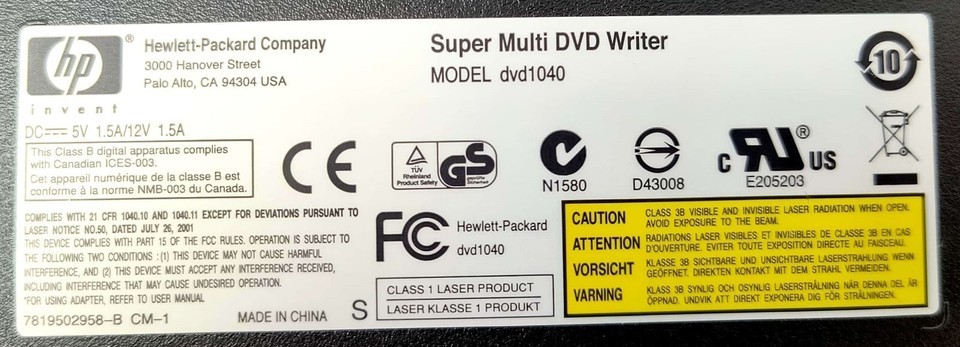 hp
®
invent
Hewlett-Packard Company
3000 Hanover Street
Palo Alto, CA 94304 USA
Super Multi DVD Writer
MODEL dvd1040
10
DC 5V 1.5A/12V 1.5A
This Class B digital apparatus complies
with Canadian ICES-003.
Cet appareil numérique de la classe B est
conforme à la norme NMB-003 du Canada.
CE
TÜV
Rheinland
Product Safety
GS
geprüfte
Sicherheit
N1580
D43008
c RU ® US
E205203
COMPLIES WITH 21 CFR 1040.10 AND 1040.11 EXCEPT FOR DEVIATIONS PURSUANT TO
LASER NOTICE NO.50, DATED JULY 26, 2001
THIS DEVICE COMPLIES WITH PART 15 OF THE FCC RULES. OPERATION IS SUBJECT TO
THE FOLLOWING TWO CONDITIONS : (1) THIS DEVICE MAY NOT CAUSE HARMFUL
INTERFERENCE, AND (2) THIS DEVICE MUST ACCEPT ANY INTERFERENCE RECEIVED,
INCLUDING INTERFERENCE THAT MAY CAUSE UNDESIRED OPERATION.
*FOR USING ADAPTER, REFER TO USER MANUAL
7819502958-B CM-1
MADE IN CHINA
S
FC
Hewlett-Packard
dvd1040
CLASS 1 LASER PRODUCT
LASER KLASSE 1 PRODUKT
CAUTION CLASS 3B VISIBLE AND INVISIBLE LASER RADIATION WHEN OPEN.
AVOID EXPOSURE TO THE BEAM.
ATTENTION RADIATIONS LASER VISIBLES ET INVISIBLES DE CLASSE 3B EN CAS
D'OUVERTURE. EVITER TOUTE EXPOSITION DIRECTE AU FAISCEAU.
VORSICHT KLASSE 3B SICHTBARE UND UNSICHTBARE LASERSTRAHLUNG WENN
GEÖFFNET. DIREKTEN KONTAKT MIT DEM STRAHL VERMEIDEN.
VARNING KLASS 3B SYNLIG OCH OSYNLIG LASERSTRÅLNING NÄR DENNA DEL ÄR
ÖPPNAD. UNDVIK ATT DIREKT EXPONERA DIG FÖR STRÅLNINGEN.